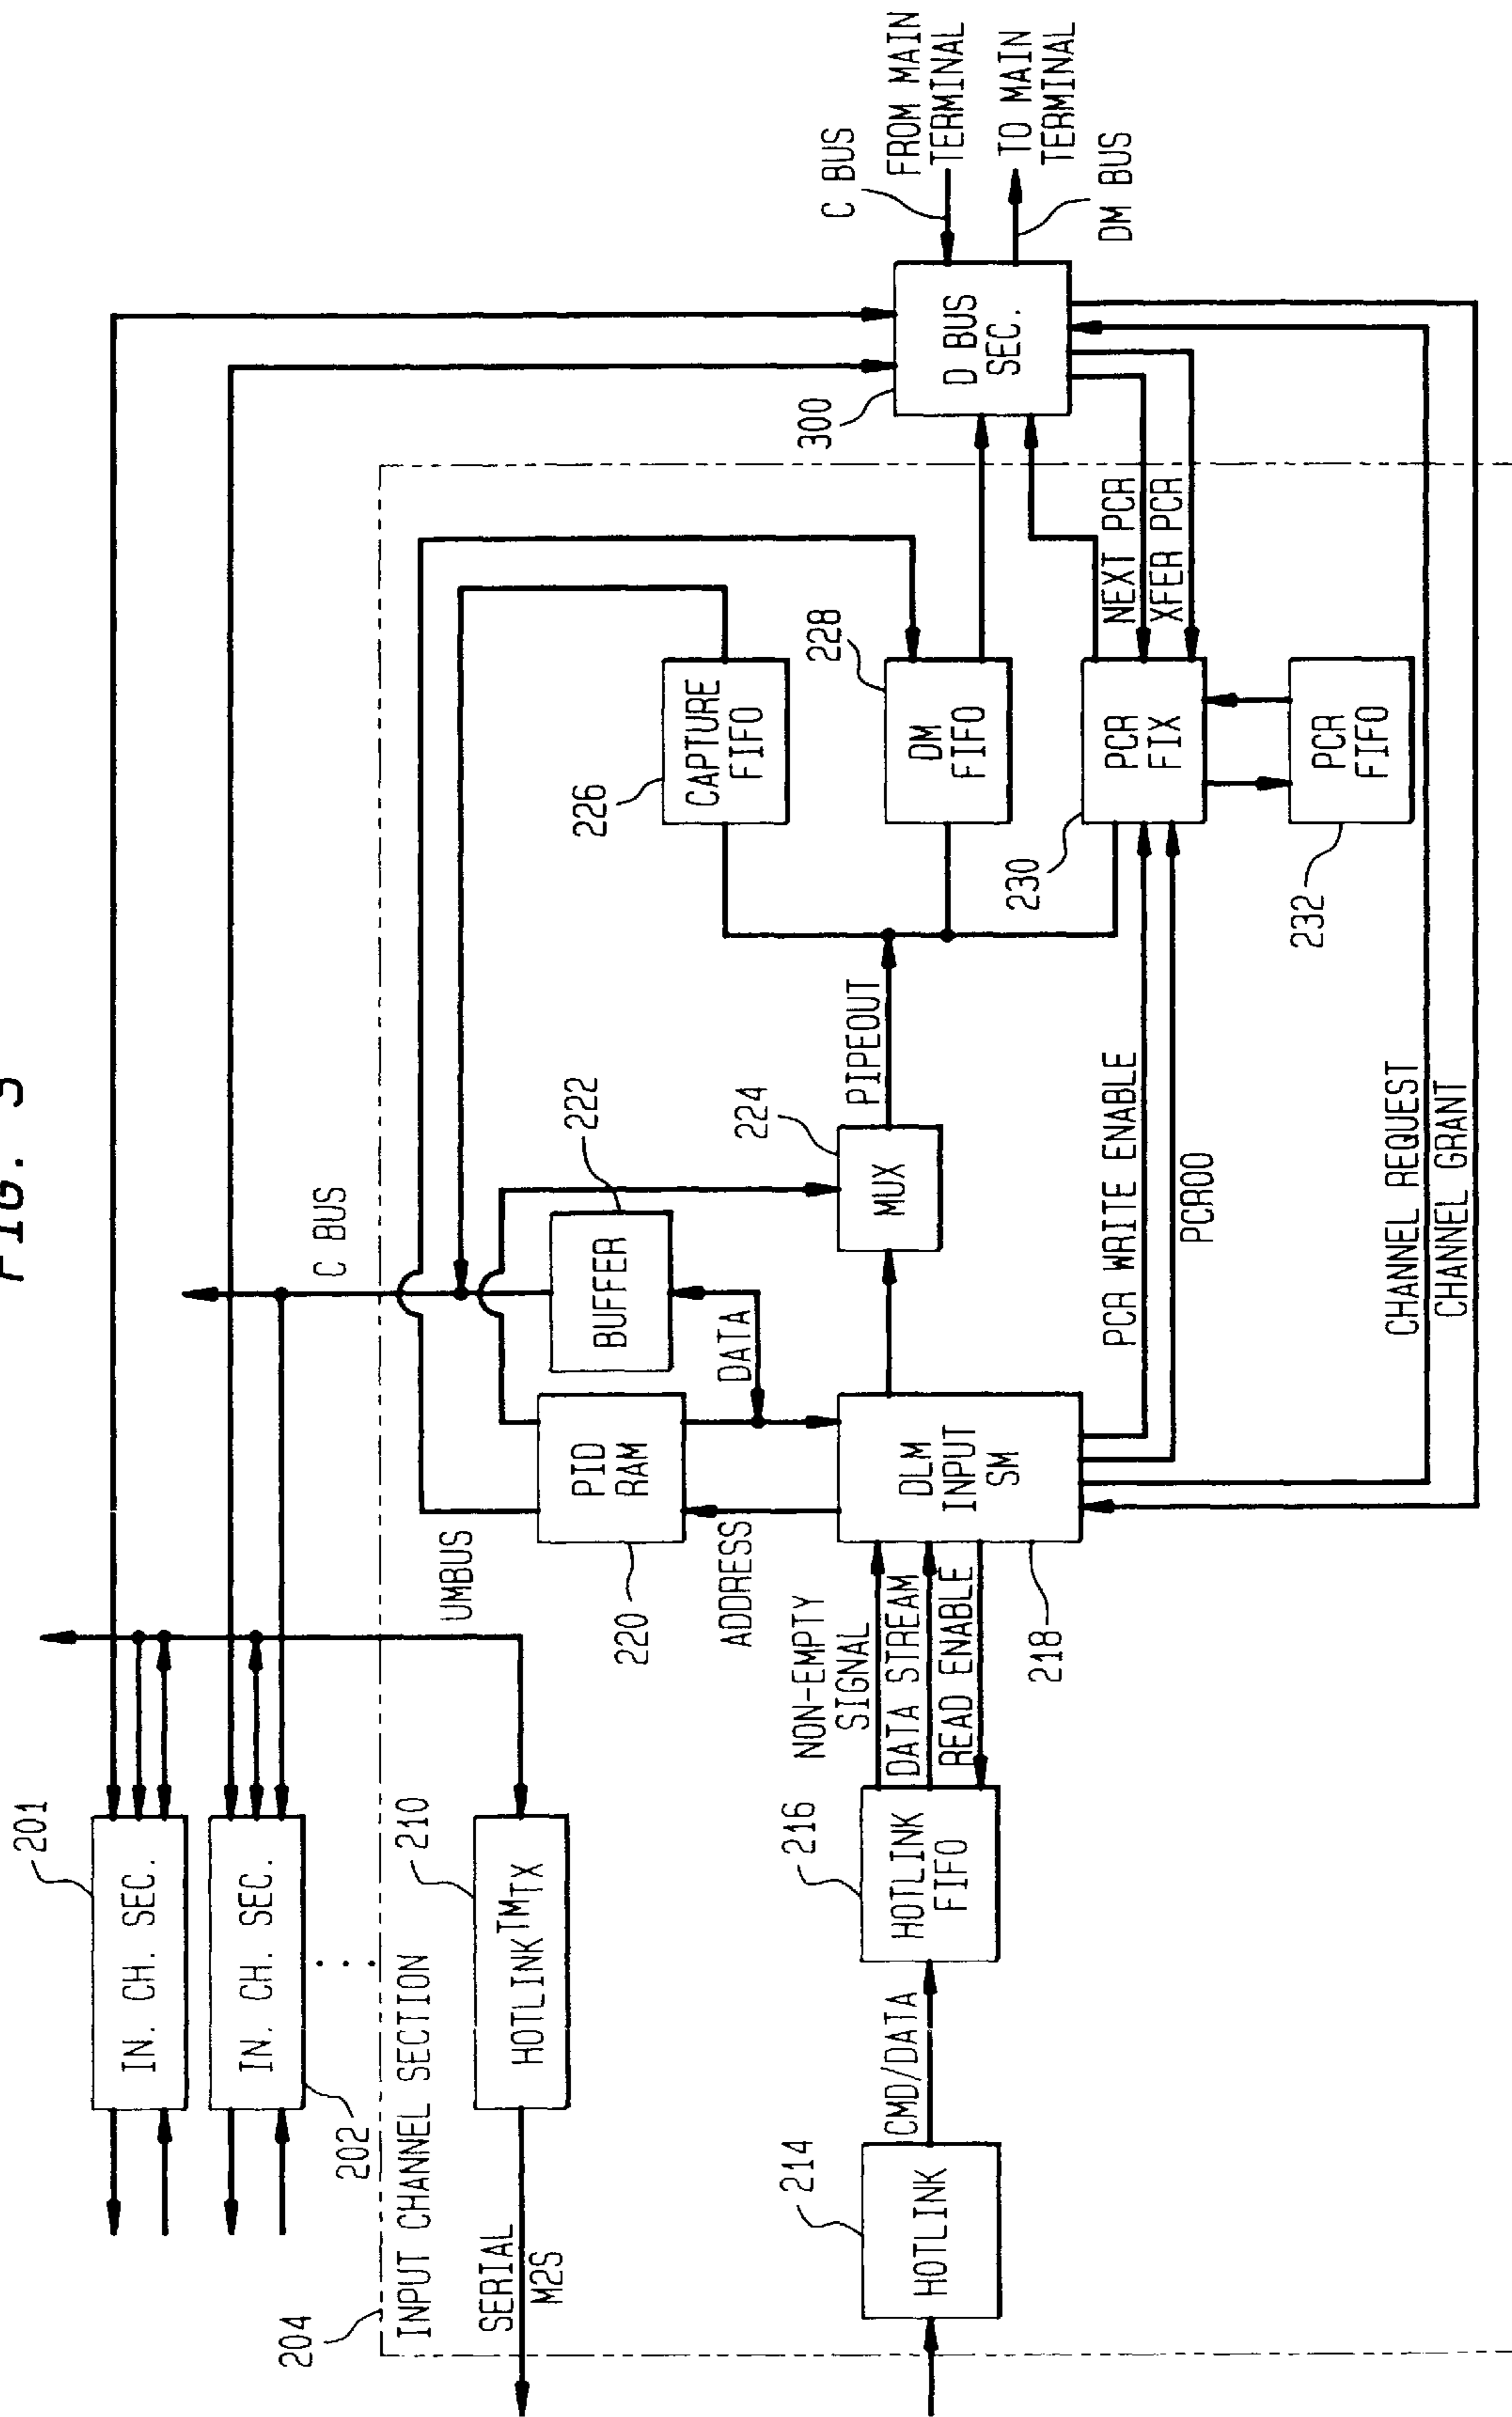 FIG. 3
201
IN. CH. SEC.
IN. CH. SEC.
202
204
INPUT CHANNEL SECTION
210
HOTLINK™TX
SERIAL
M2S
UMBUS
C BUS
PID
RAM
220
BUFFER
222
DATA
ADDRESS
214
HOTLINK
CMD/DATA
216
HOTLINK
FIFO
NON-EMPTY
SIGNAL
DATA STREAM
READ ENABLE
DLM
INPUT
SM
218
224
MUX
PIPEOUT
226
CAPTURE
FIFO
228
DM
FIFO
230
PCR
FIX
232
PCR
FIFO
NEXT PCR
XFER PCR
PCR WRITE ENABLE
PCROO
CHANNEL REQUEST
CHANNEL GRANT
300
D BUS
SEC.
C BUS
FROM MAIN
TERMINAL
TO MAIN
TERMINAL
DM BUS